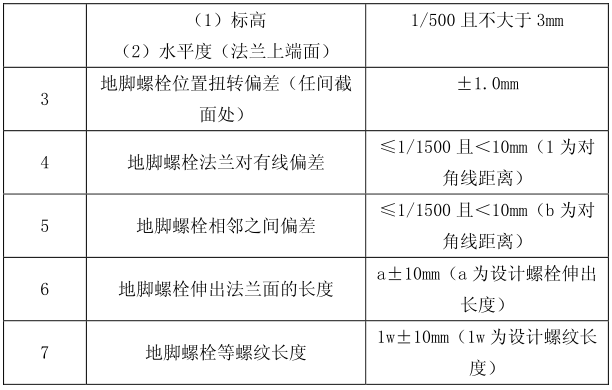 （1）标高
1/500 且不大于 3mm
（2）水平度（法兰上端面）
3
地脚螺栓位置扭转偏差（任间截
面处）
±1.0mm
4
地脚螺栓法兰对有线偏差
≤1/1500 且＜10mm（1 为对
角线距离）
5
地脚螺栓相邻之间偏差
≤1/1500 且＜10mm（b 为对
角线距离）
6
地脚螺栓伸出法兰面的长度
a±10mm（a 为设计螺栓伸出
长度）
7
地脚螺栓等螺纹长度
1w±10mm（1w 为设计螺纹长
度）